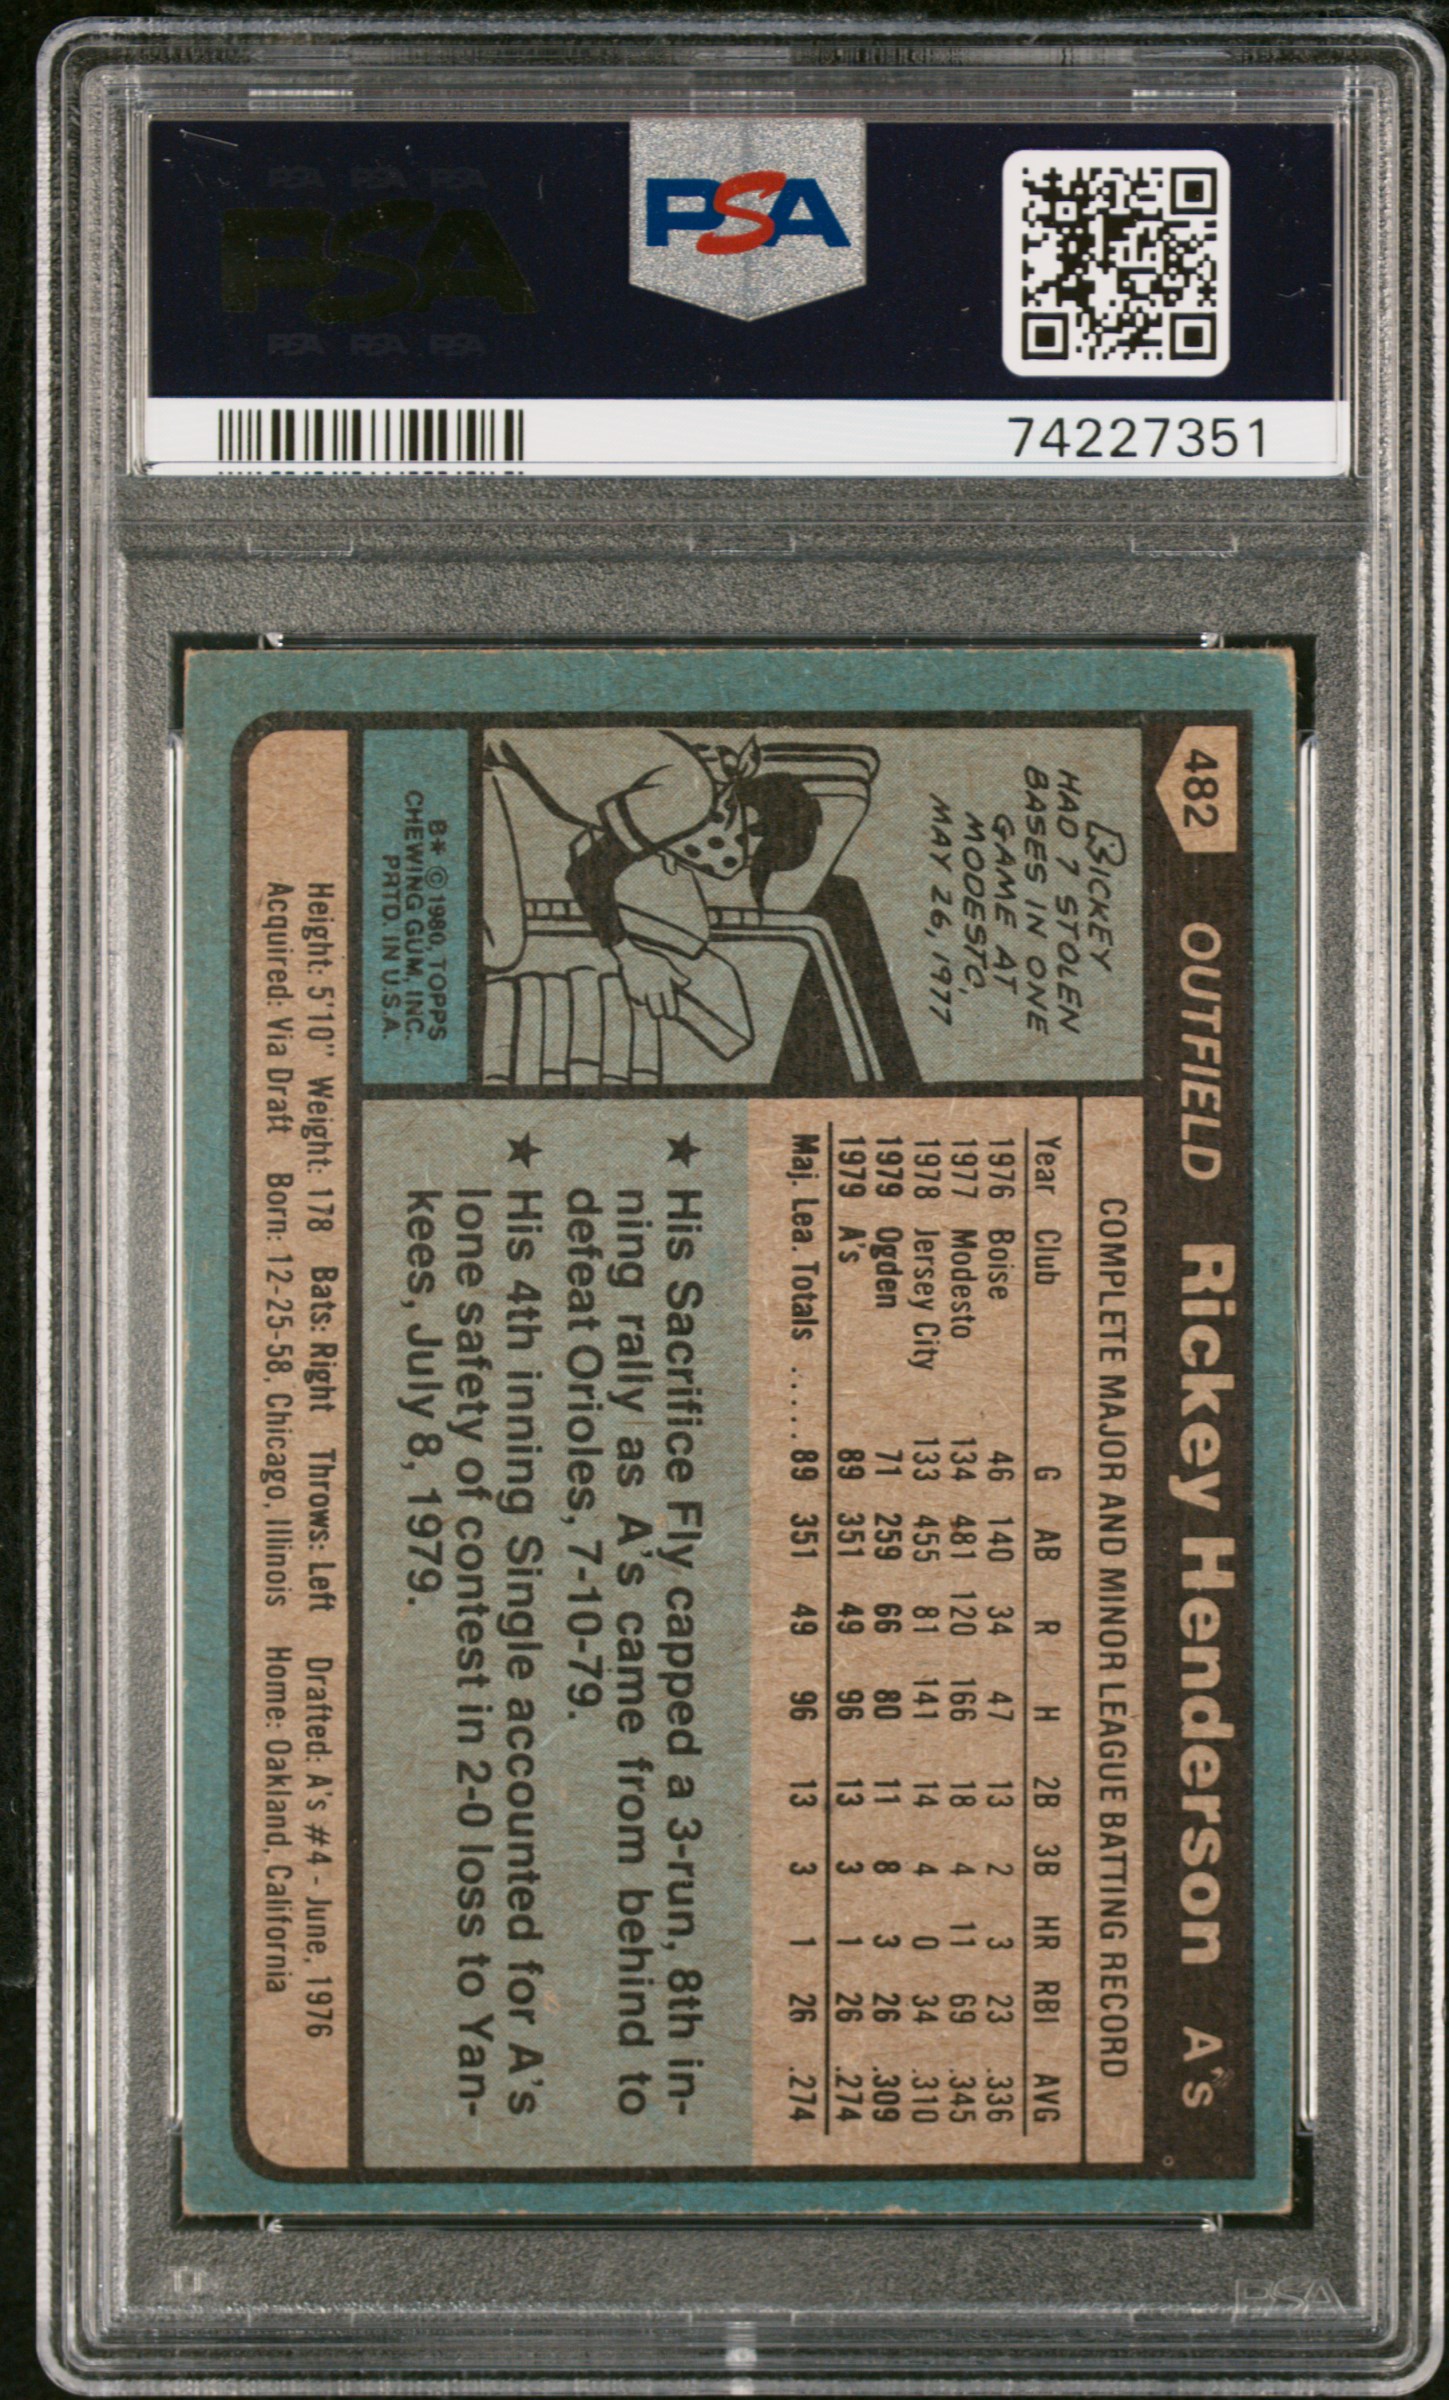 PSA PSA PSA
PSA
PSA PSA PSA
PSA
74227351
482 OUTFIELD Rickey Henderson A's
RICKEY
HAD 7 STOLEN
BASES IN ONE
GAME AT
MODESTO,
MAY 26, 1977
COMPLETE MAJOR AND MINOR LEAGUE BATTING RECORD
Year Club G AB R H 2B 3B HR RBI AVG
1976 Boise 46 140 34 47 13 2 3 23 .336
1977 Modesto 134 481 120 166 18 4 11 69 .345
1978 Jersey City 133 455 81 141 14 4 0 34 .310
1979 Ogden 71 259 66 80 11 8 3 26 .309
1979 A's 89 351 49 96 13 3 1 26 .274
Maj. Lea. Totals ..... 89 351 49 96 13 3 1 26 .274
★ His Sacrifice Fly capped a 3-run, 8th in-
ning rally as A's came from behind to
defeat Orioles, 7-10-79.
★ His 4th inning Single accounted for A's
lone safety of contest in 2-0 loss to Yan-
kees, July 8, 1979.
B* © 1980, TOPPS
CHEWING GUM, INC.
PRTD. IN U.S.A.
Height: 5'10" Weight: 178 Bats: Right Throws: Left Drafted: A's #4 - June, 1976
Acquired: Via Draft Born: 12-25-58, Chicago, Illinois Home: Oakland, California
PSA